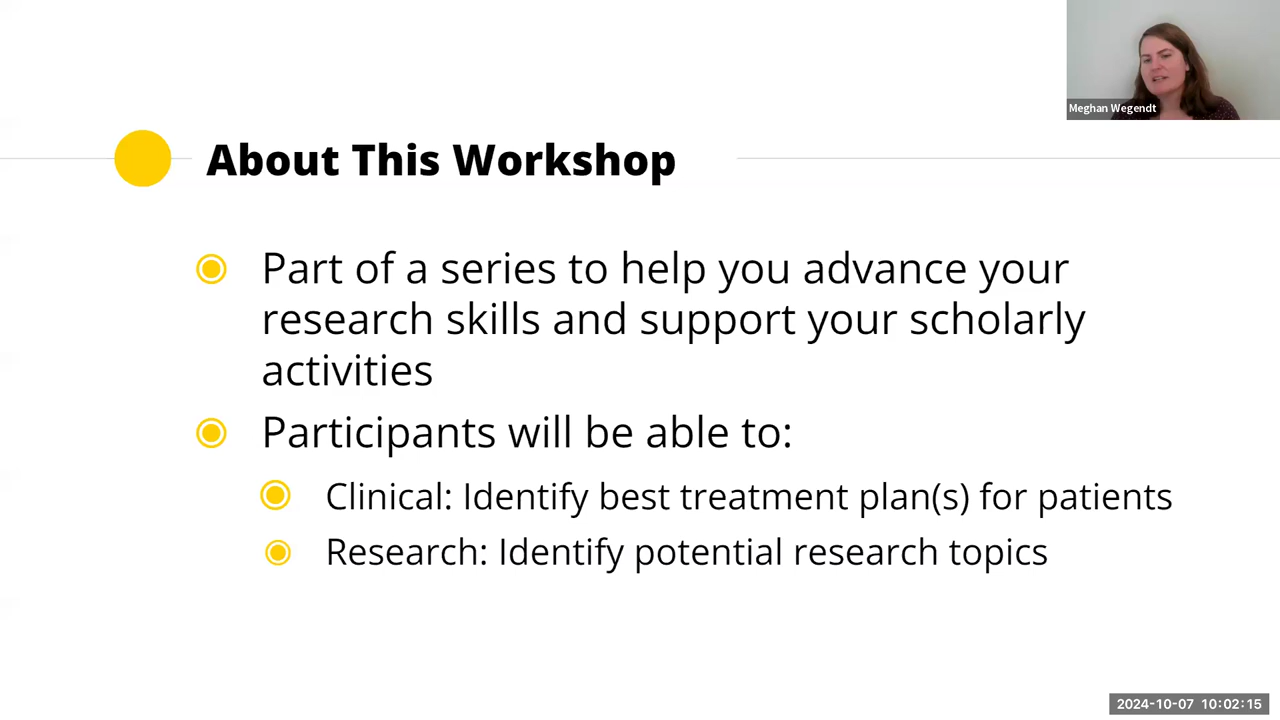 Meghan Wegendt
About This Workshop
Part of a series to help you advance your
research skills and support your scholarly
activities
Participants will be able to:
Clinical: Identify best treatment plan(s) for patients
Research: Identify potential research topics
2024-10-07 10:02:15